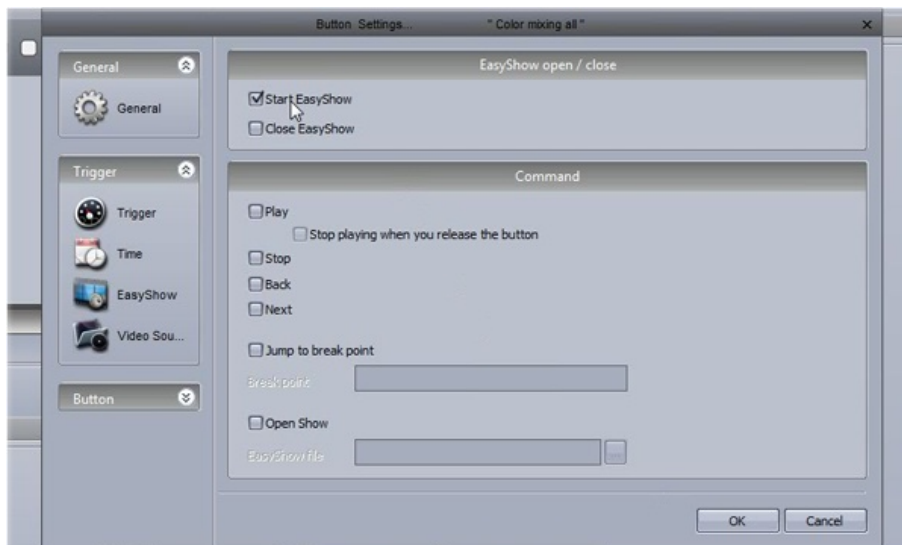 Button Settings... " Color mixing all "
General
General
Trigger
Trigger
Time
EasyShow
Video Sou...
Button
EasyShow open / close
Start EasyShow
Close EasyShow
Command
Play
Stop playing when you release the button
Stop
Back
Next
Jump to break point
Break point
Open Show
EasyShow file
OK Cancel